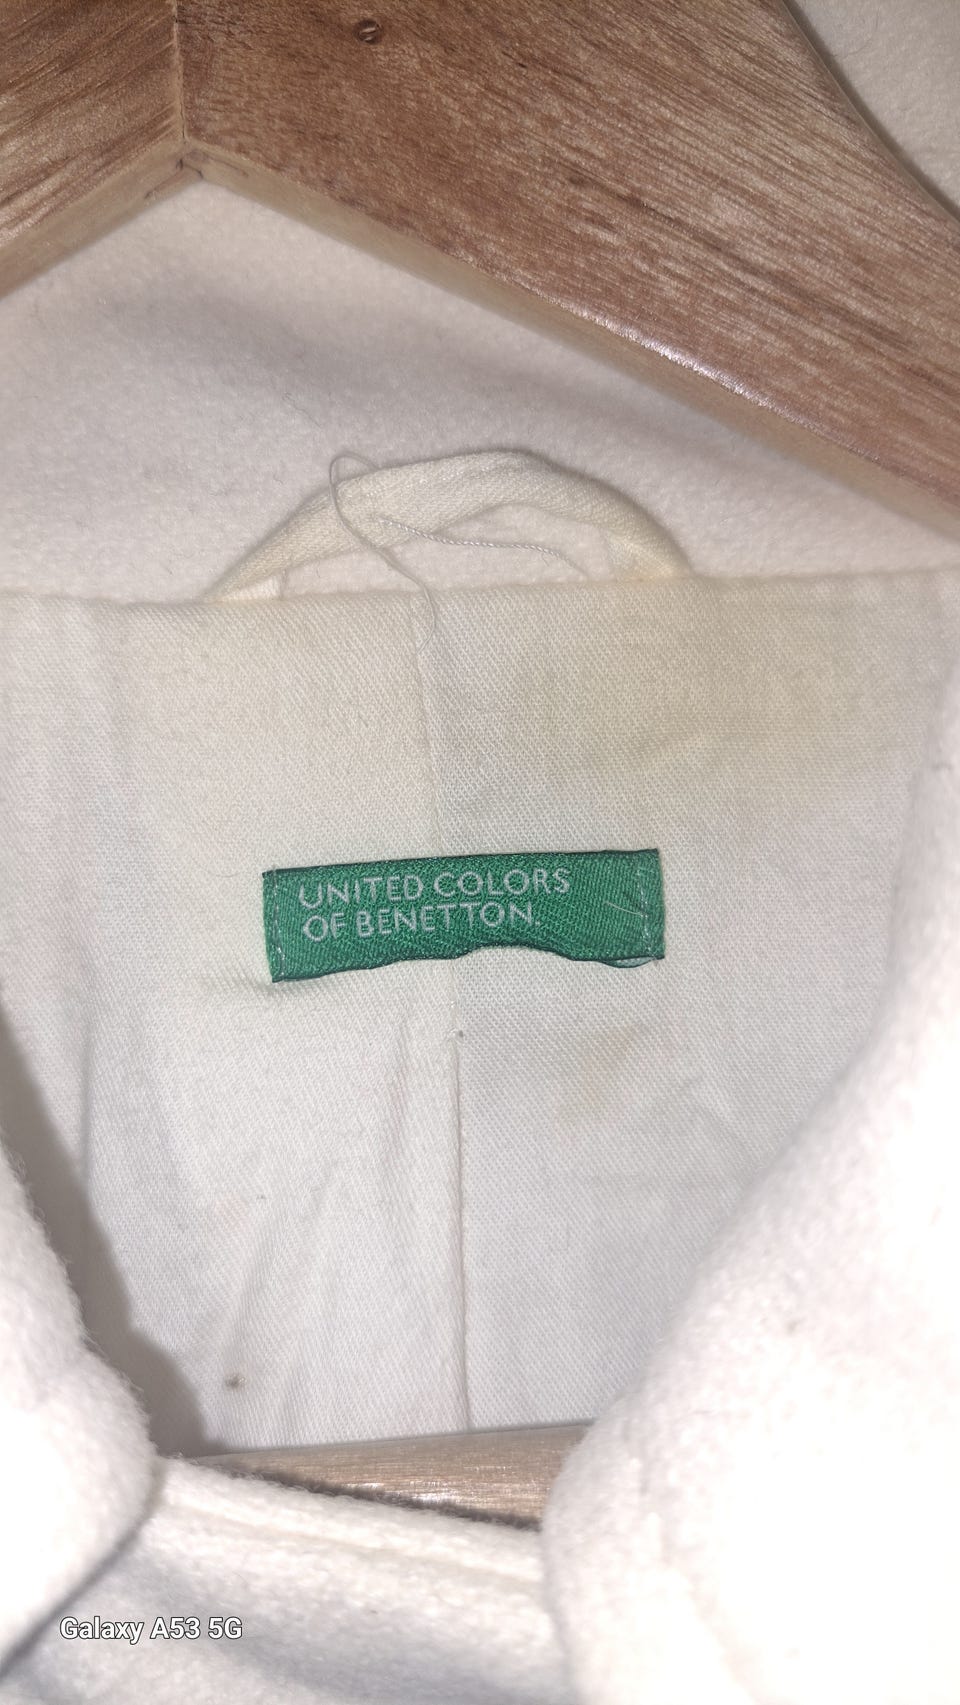 UNITED COLORS
OF BENETTON.
Galaxy A53 5G